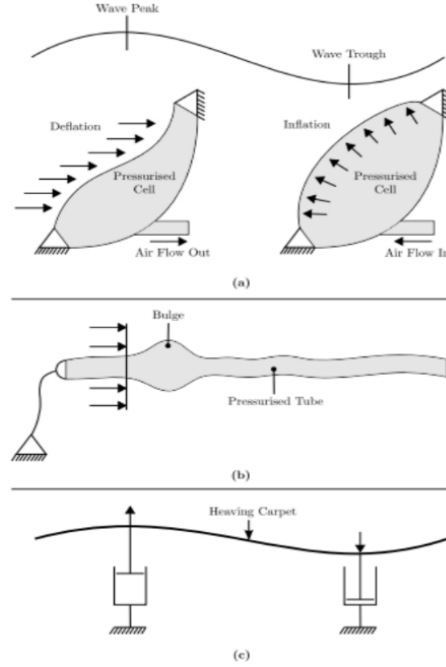 Wave Peak
Wave Trough
Deflation
Inflation
Pressurised
Cell
Pressurised
Cell
Air Flow Out
Air Flow In
(a)
Bulge
Pressurised Tube
(b)
Heaving Carpet
(c)